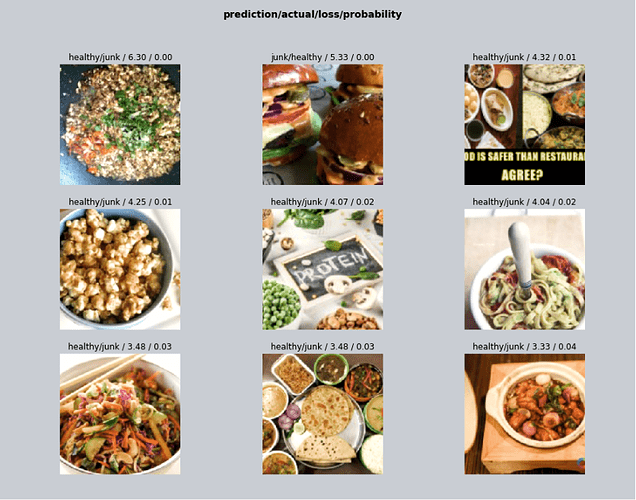 prediction/actual/loss/probability
healthy/junk / 6.30 / 0.00
junk/healthy / 5.33 / 0.00
healthy/junk / 4.32 / 0.01
OD IS SAFER THAN RESTAURA
AGREE?
healthy/junk / 4.25 / 0.01
healthy/junk / 4.07 / 0.02
healthy/junk / 4.04 / 0.02
PROTEIN
healthy/junk / 3.48 / 0.03
healthy/junk / 3.48 / 0.03
healthy/junk / 3.33 / 0.04